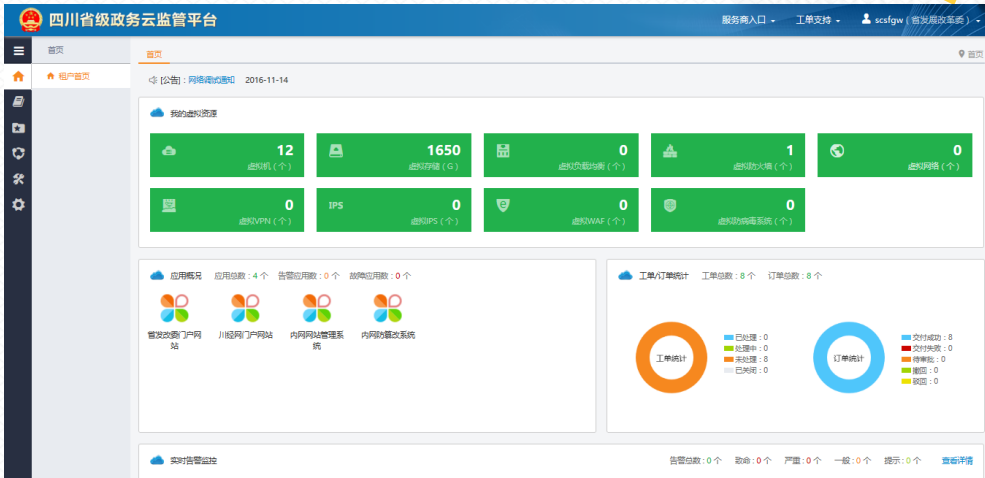 四川省级政务云监管平台
服务商入口 工单支持 scsfgw（省发展改革委）
首页
租户首页
首页
首页
[公告]：网络调试通知 2016-11-14
我的虚拟资源
12
虚拟机（个）
1650
虚拟存储（G）
0
虚拟负载均衡（个）
1
虚拟防火墙（个）
0
虚拟网络（个）
0
虚拟VPN（个）
IPS
0
虚拟IPS（个）
0
虚拟WAF（个）
0
虚拟防病毒系统（个）
应用概况 应用总数：4个 告警应用数：0个 故障应用数：0个
省发改委门户网站
川经网门户网站
内网网站管理系统
内网防篡改系统
工单/订单统计 工单总数：8个 订单总数：8个
工单统计
已处理：0
处理中：0
未处理：8
已关闭：0
订单统计
交付成功：8
交付失败：0
待审批：0
撤回：0
驳回：0
实时告警监控 告警总数：0个 致命：0个 严重：0个 一般：0个 提示：0个 查看详情